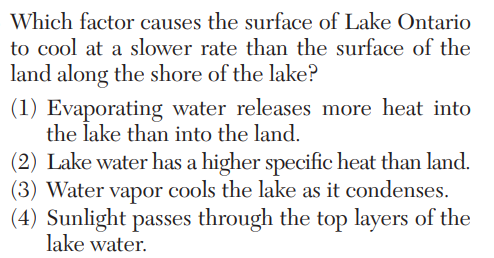 Which factor causes the surface of Lake Ontario
to cool at a slower rate than the surface of the
land along the shore of the lake?
(1) Evaporating water releases more heat into
the lake than into the land.
(2) Lake water has a higher specific heat than land.
(3) Water vapor cools the lake as it condenses.
(4) Sunlight passes through the top layers of the
lake water.